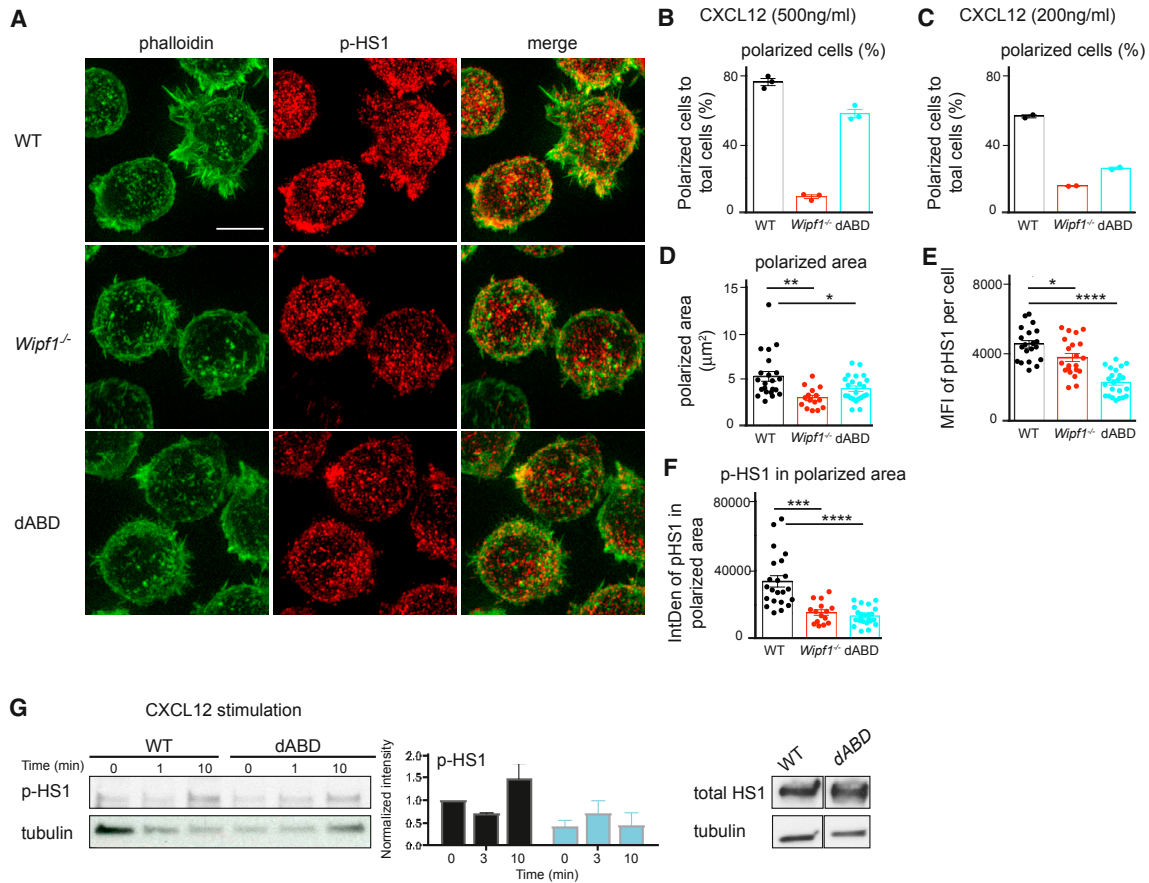 A
phalloidin p-HS1 merge
WT
Wipf1-/-
dABD
B CXCL12 (500ng/ml)
polarized cells (%)
Polarized cells to
toal cells (%)
80
40
0
WT Wipf1-/- dABD
C CXCL12 (200ng/ml)
polarized cells (%)
Polarized cells to
toal cells (%)
80
40
0
WT Wipf1-/- dABD
D polarized area
polarized area
(µm²)
15
10
5
0
**
*
WT Wipf1-/- dABD
E
MFI of pHS1 per cell
8000
4000
0
*
****
WT Wipf1-/- dABD
F p-HS1 in polarized area
IntDen of pHS1 in
polarized area
80000
40000
0
***
****
WT Wipf1-/- dABD
G CXCL12 stimulation
WT dABD
Time (min) 0 1 10 0 1 10
p-HS1
tubulin
Normalized intensity
p-HS1
2.0
1.5
1.0
0.5
0.0
0 3 10 0 3 10
Time (min)
WT dABD
total HS1
tubulin